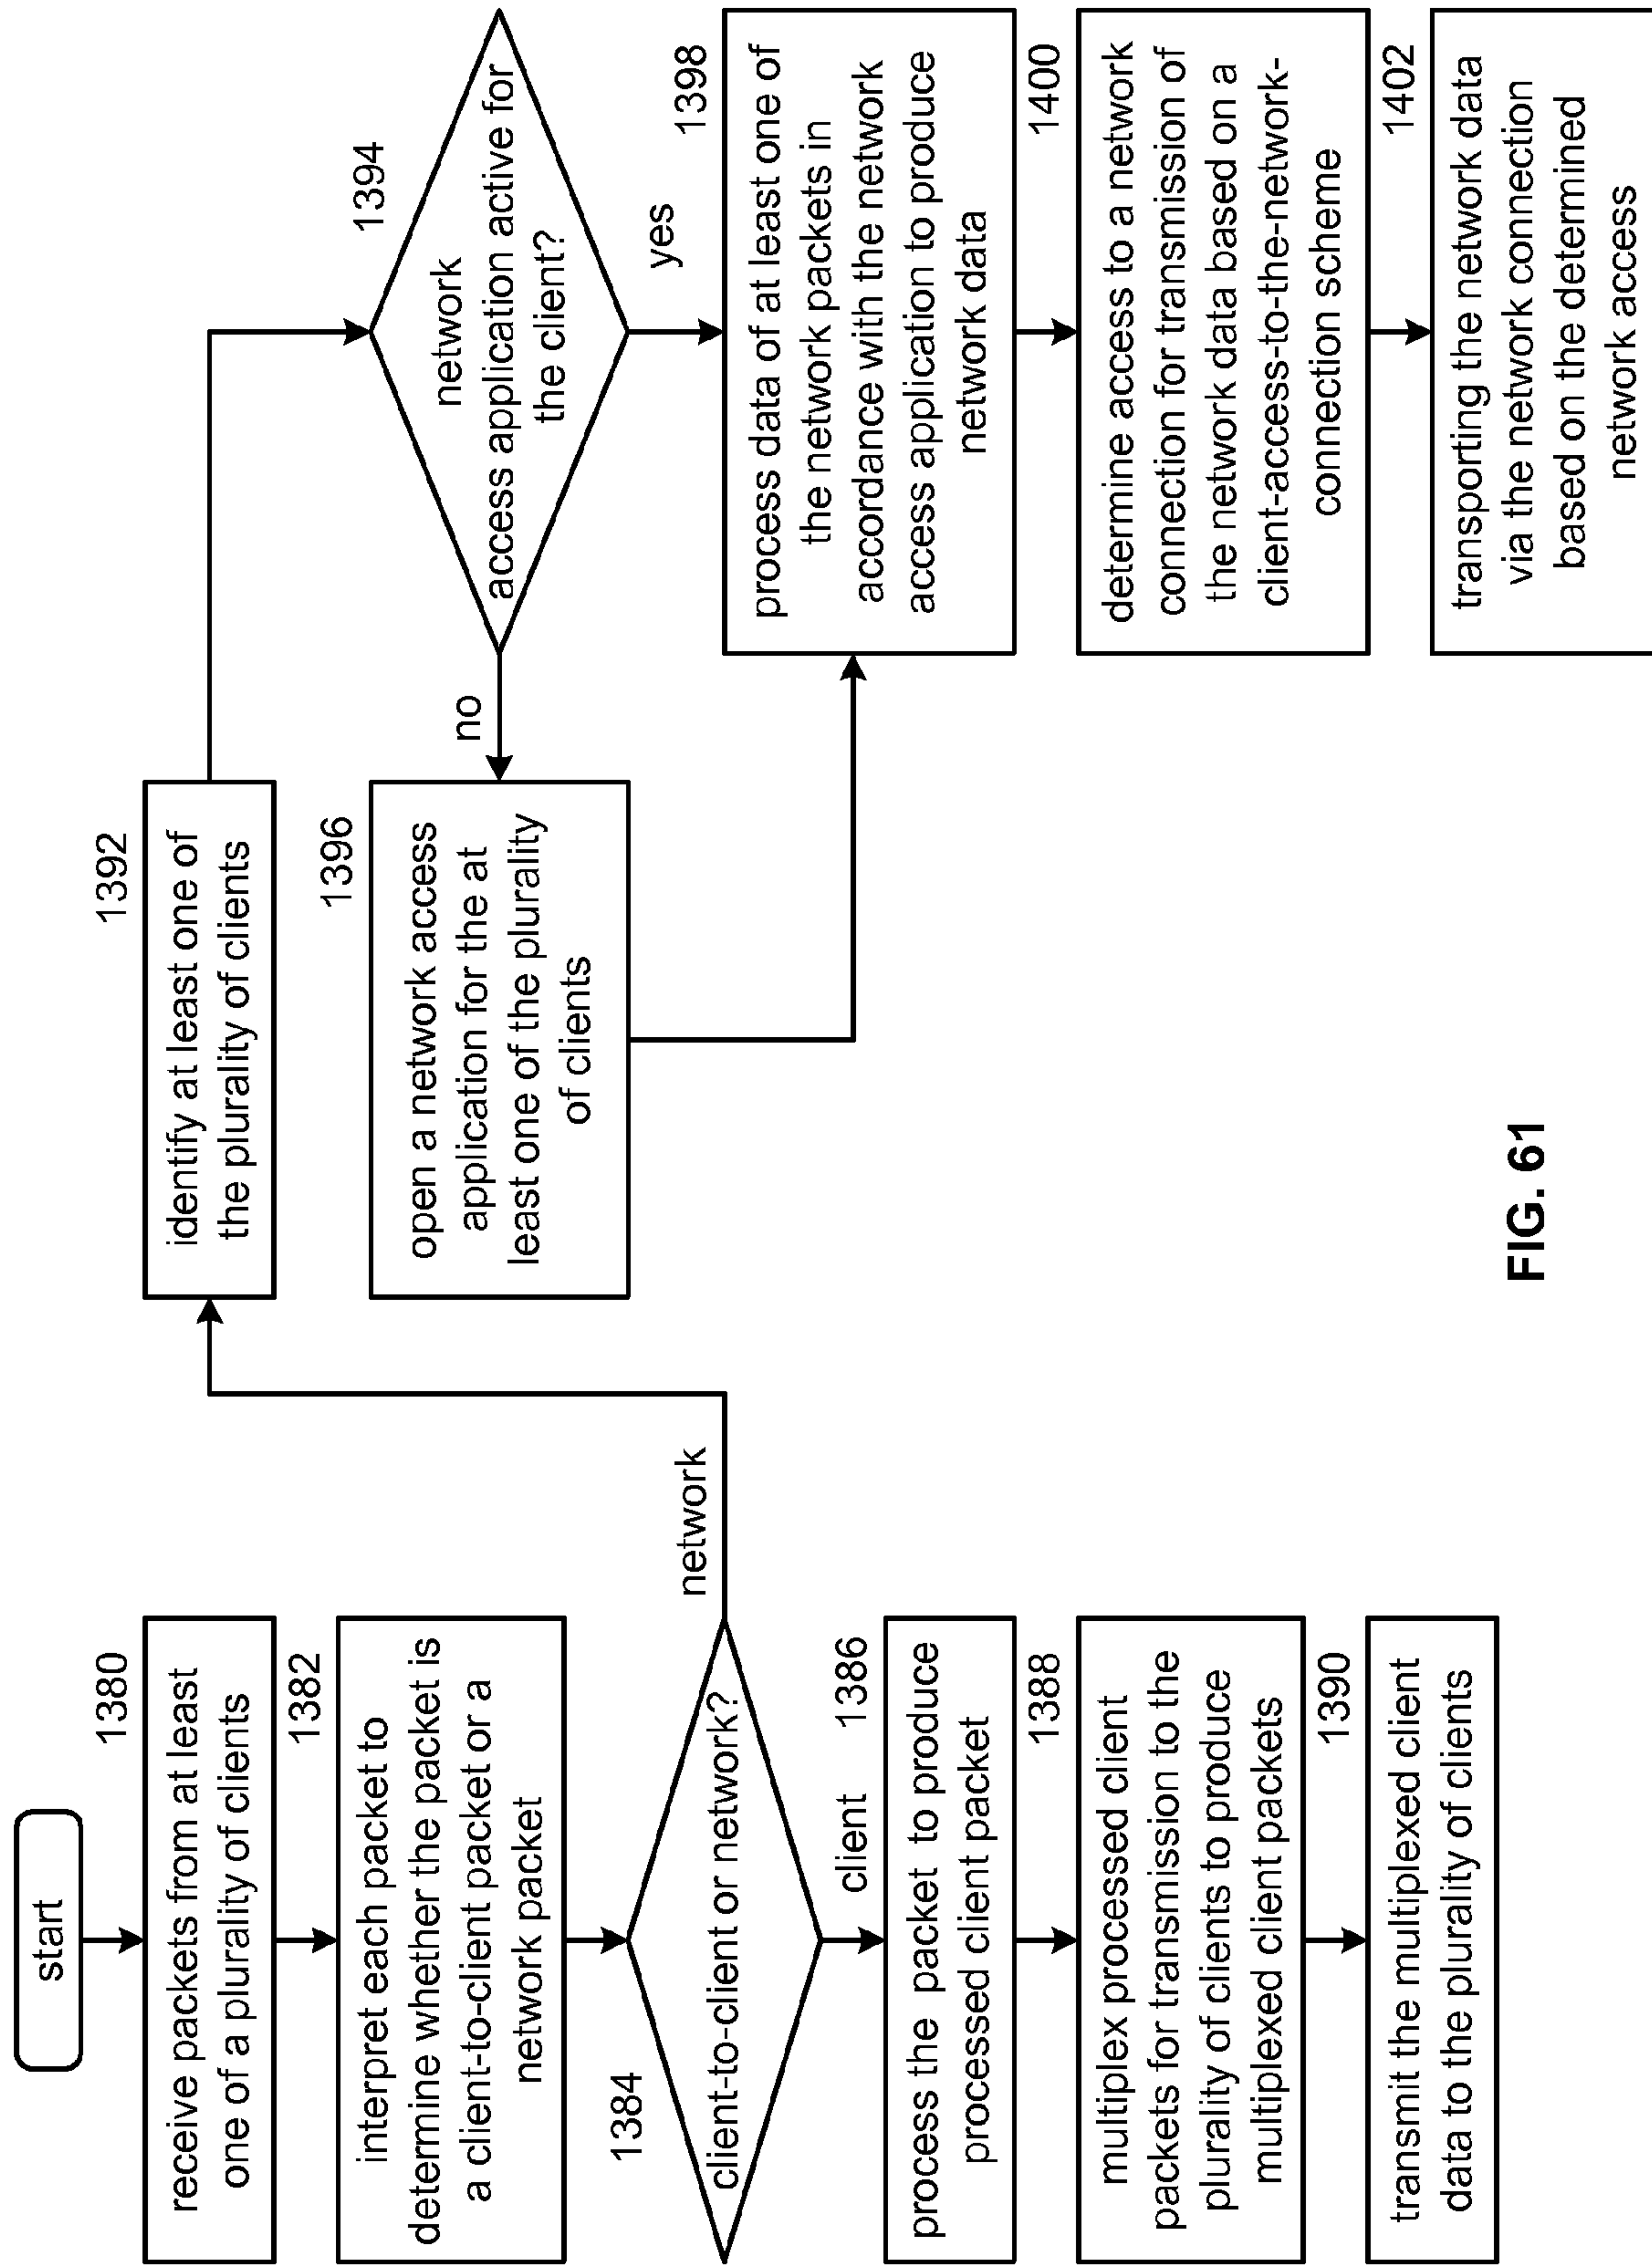 start
1380
receive packets from at least
one of a plurality of clients
1382
interpret each packet to
determine whether the packet is
a client-to-client packet or a
network packet
1384
client-to-client or network?
network
client
1386
process the packet to produce
processed client packet
1388
multiplex processed client
packets for transmission to the
plurality of clients to produce
multiplexed client packets
1390
transmit the multiplexed client
data to the plurality of clients
1392
identify at least one of
the plurality of clients
1394
network
access application active for
the client?
no
yes
1396
open a network access
application for the at
least one of the plurality
of clients
1398
process data of at least one of
the network packets in
accordance with the network
access application to produce
network data
1400
determine access to a network
connection for transmission of
the network data based on a
client-access-to-the-network-
connection scheme
1402
transporting the network data
via the network connection
based on the determined
network access
FIG. 61